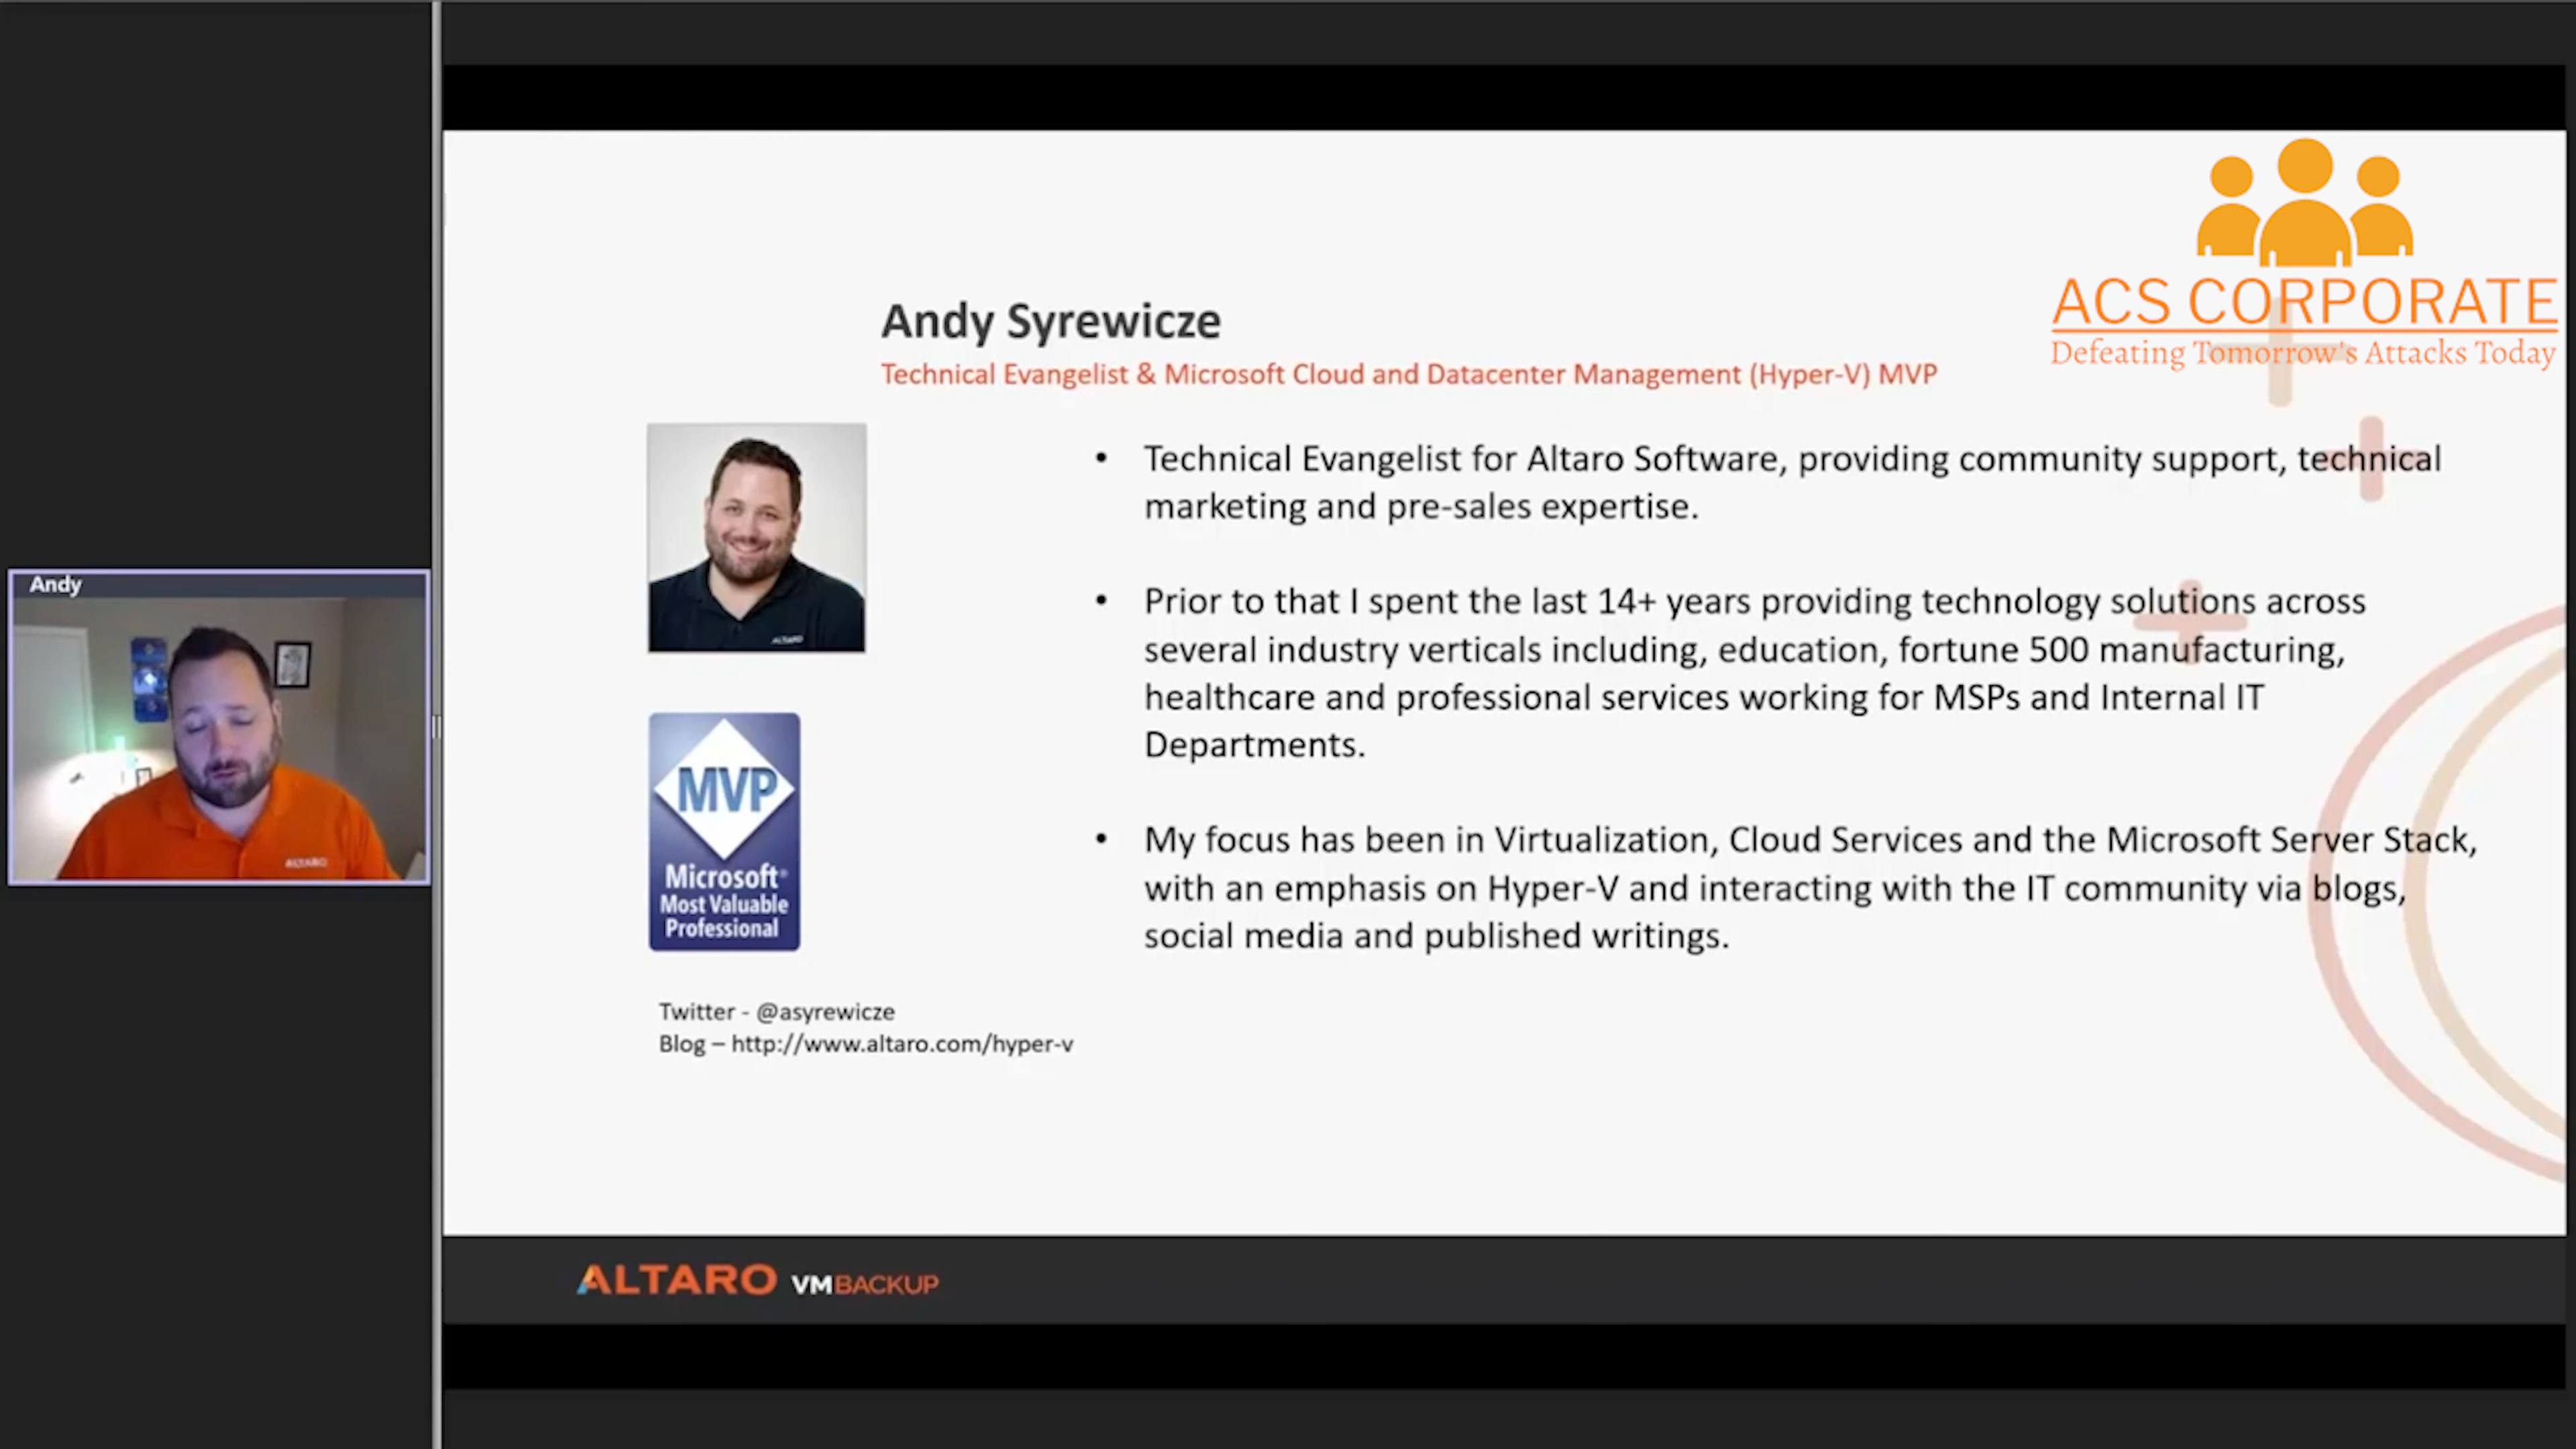 Andy
ALTARO
ACS CORPORATE
Defeating Tomorrow's Attacks Today
Andy Syrewicze
Technical Evangelist & Microsoft Cloud and Datacenter Management (Hyper-V) MVP
ALTARO
• Technical Evangelist for Altaro Software, providing community support, technical
marketing and pre-sales expertise.
• Prior to that I spent the last 14+ years providing technology solutions across
several industry verticals including, education, fortune 500 manufacturing,
healthcare and professional services working for MSPs and Internal IT
Departments.
• My focus has been in Virtualization, Cloud Services and the Microsoft Server Stack,
with an emphasis on Hyper-V and interacting with the IT community via blogs,
social media and published writings.
MVP
Microsoft®
Most Valuable
Professional
Twitter - @asyrewicze
Blog – http://www.altaro.com/hyper-v
ALTARO VMBACKUP